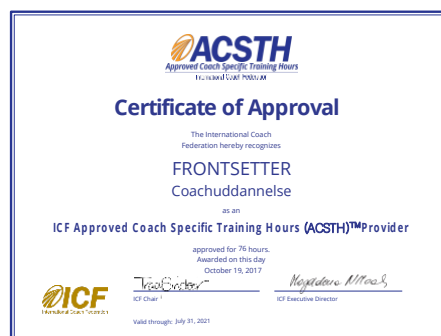 ACSTH
Approved Coach Specific Training Hours
International Coach Federation
Certificate of Approval
The International Coach
Federation hereby recognizes
FRONTSETTER
Coachuddannelse
as an
ICF Approved Coach Specific Training Hours (ACSTH)™Provider
approved for 76 hours.
Awarded on this day
October 19, 2017
ICF Chair
ICF Executive Director
ICF
International Coach Federation
Valid through: July 31, 2021